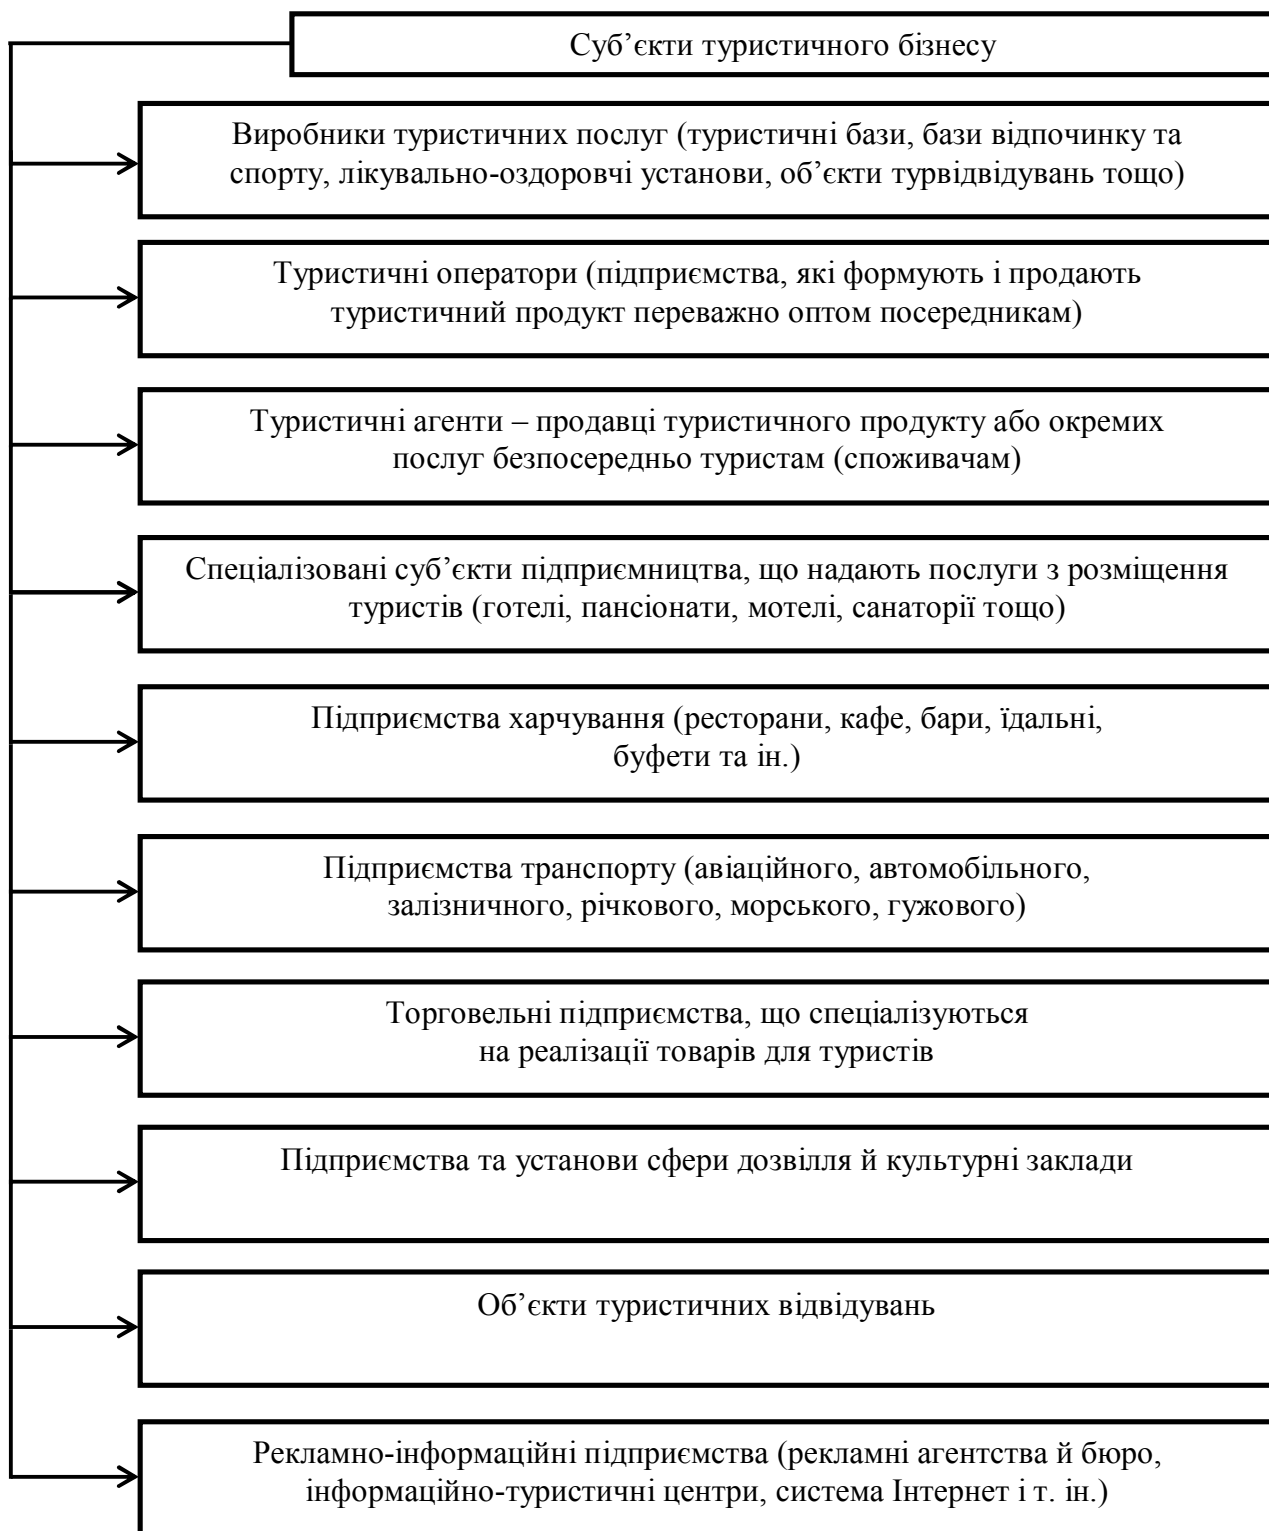 Суб’єкти туристичного бізнесу
Виробники туристичних послуг (туристичні бази, бази відпочинку та
спорту, лікувально-оздоровчі установи, об’єкти турвідвідувань тощо)
Туристичні оператори (підприємства, які формують і продають
туристичний продукт переважно оптом посередникам)
Туристичні агенти – продавці туристичного продукту або окремих
послуг безпосередньо туристам (споживачам)
Спеціалізовані суб’єкти підприємництва, що надають послуги з розміщення
туристів (готелі, пансіонати, мотелі, санаторії тощо)
Підприємства харчування (ресторани, кафе, бари, їдальні,
буфети та ін.)
Підприємства транспорту (авіаційного, автомобільного,
залізничного, річкового, морського, гужового)
Торговельні підприємства, що спеціалізуються
на реалізації товарів для туристів
Підприємства та установи сфери дозвілля й культурні заклади
Об’єкти туристичних відвідувань
Рекламно-інформаційні підприємства (рекламні агентства й бюро,
інформаційно-туристичні центри, система Інтернет і т. ін.)